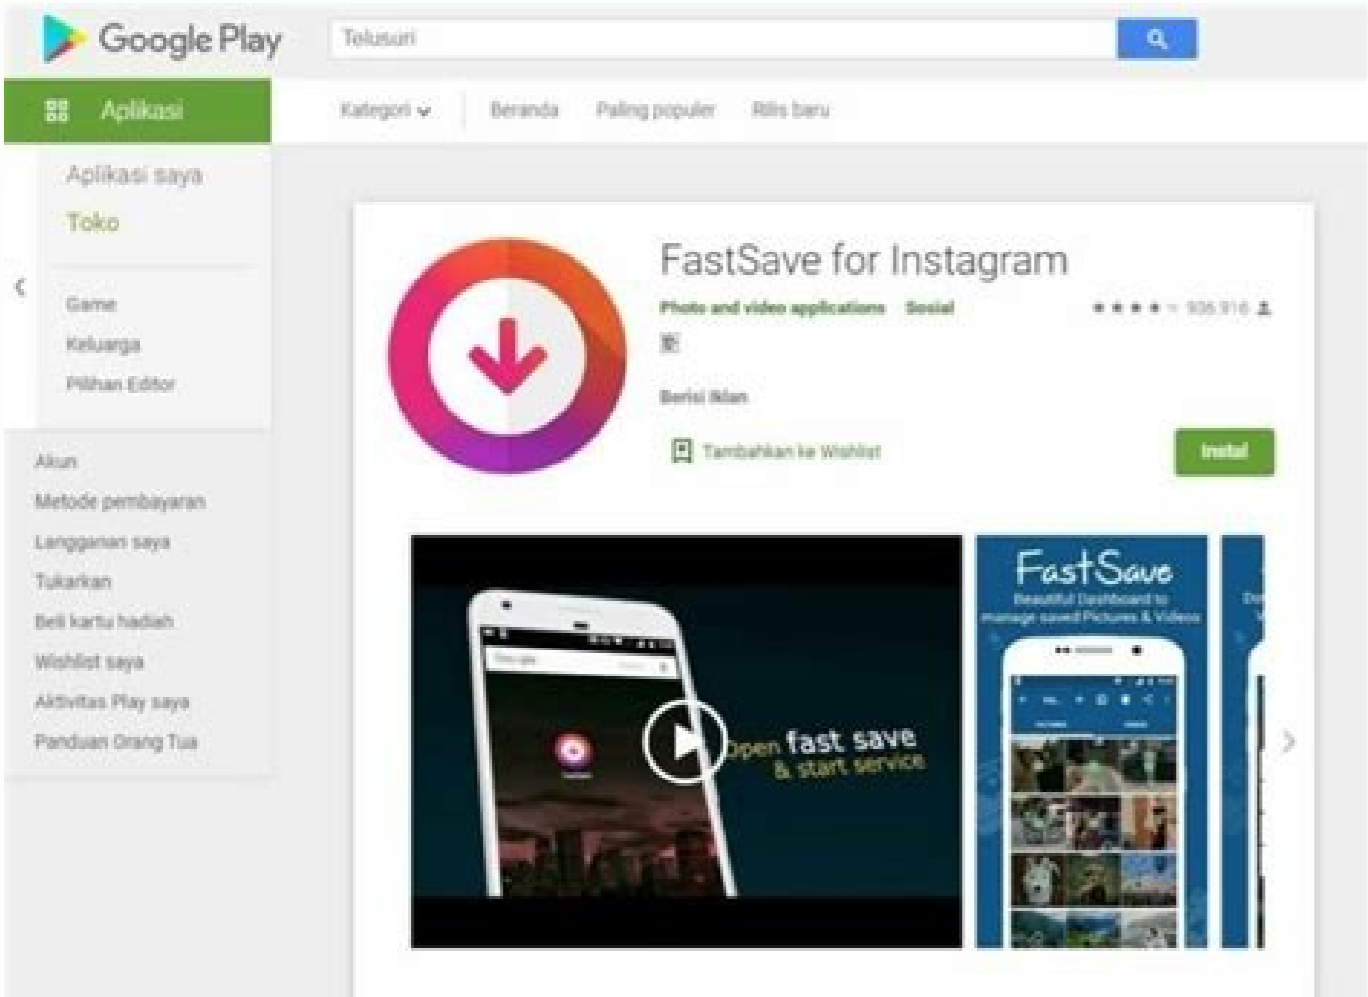 Google Play
Telusuri
Aplikasi
Kategori
Beranda
Paling populer
Rilis baru
Aplikasi saya
Toko
Game
Keluarga
Pilihan Editor
Akun
Metode pembayaran
Langganan saya
Tukarkan
Beli kartu hadiah
Wishlist saya
Aktivitas Play saya
Panduan Orang Tua
FastSave for Instagram
Photo and video applications Sosial
936.916
Berisi Iklan
Tambahkan ke Wishlist
Instal
Open fast save
& start service
FastSave
Beautiful Dashboard to
manage saved Pictures & Videos